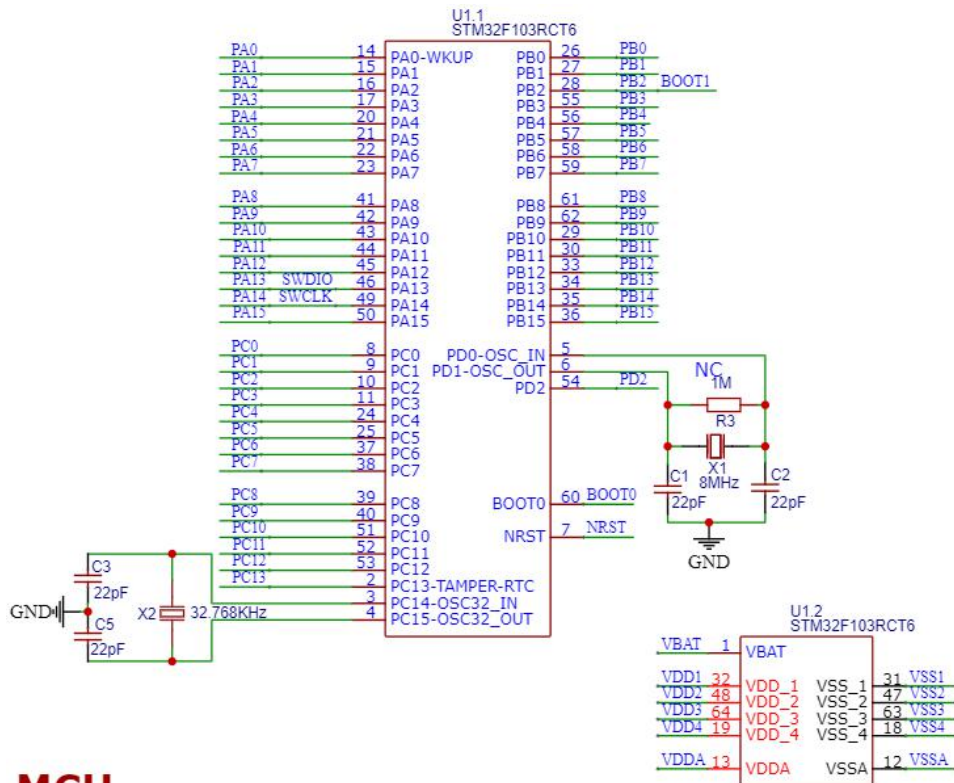 U1.1
STM32F103RCT6
PA0 14 PA0-WKUP PB0 26 PB0
PA1 15 PA1 PB1 27 PB1
PA2 16 PA2 PB2 28 PB2 BOOT1
PA3 17 PA3 PB3 55 PB3
PA4 20 PA4 PB4 56 PB4
PA5 21 PA5 PB5 57 PB5
PA6 22 PA6 PB6 58 PB6
PA7 23 PA7 PB7 59 PB7
PA8 41 PA8 PB8 61 PB8
PA9 42 PA9 PB9 62 PB9
PA10 43 PA10 PB10 29 PB10
PA11 44 PA11 PB11 30 PB11
PA12 45 PA12 PB12 33 PB12
PA13 SWDIO 46 PA13 PB13 34 PB13
PA14 SWCLK 49 PA14 PB14 35 PB14
PA15 50 PA15 PB15 36 PB15
PC0 8 PC0 PD0-OSC_IN 5
PC1 9 PC1 PD1-OSC_OUT 6 NC
PC2 10 PC2 PD2 54 PD2 1M
PC3 11 PC3
PC4 24 PC4 R3
PC5 25 PC5
PC6 37 PC6
PC7 38 PC7 X1
C1 8MHz C2
22pF 22pF
PC8 39 PC8 BOOT0 60 BOOT0
PC9 40 PC9
PC10 51 PC10 NRST 7 NRST
PC11 52 PC11 GND
PC12 53 PC12
PC13 2 PC13-TAMPER-RTC
C3
22pF 3 PC14-OSC32_IN
GND X2 32.768KHz 4 PC15-OSC32_OUT
C5
22pF
U1.2
STM32F103RCT6
VBAT 1 VBAT
VDD1 32 VDD_1 VSS_1 31 VSS1
VDD2 48 VDD_2 VSS_2 47 VSS2
VDD3 64 VDD_3 VSS_3 63 VSS3
VDD4 19 VDD_4 VSS_4 18 VSS4
VDDA 13 VDDA VSSA 12 VSSA
MCU